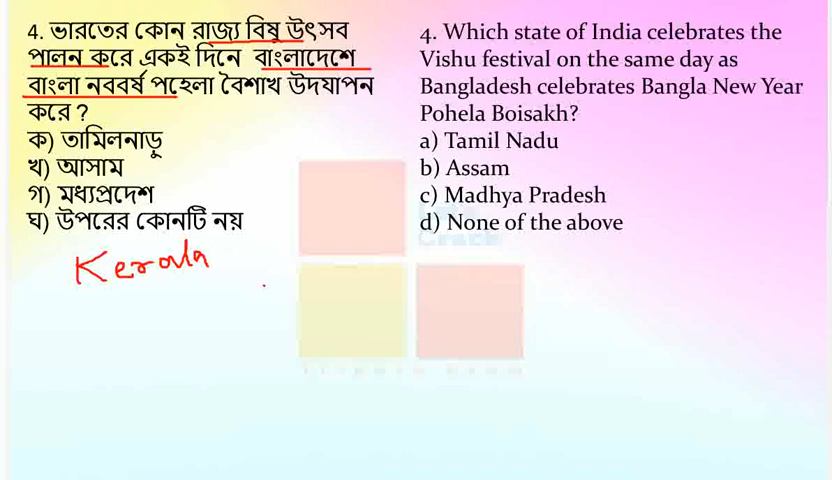 4. ভারতের কোন রাজ্য বিষু উৎসব
পালন করে একই দিনে বাংলাদেশে
বাংলা নববর্ষ পহেলা বৈশাখ উদযাপন
করে ?
ক) তামিলনাড়ু
খ) আসাম
গ) মধ্যপ্রদেশ
ঘ) উপরের কোনটি নয়
Kerala
4. Which state of India celebrates the
Vishu festival on the same day as
Bangladesh celebrates Bangla New Year
Pohela Boisakh?
a) Tamil Nadu
b) Assam
c) Madhya Pradesh
d) None of the above